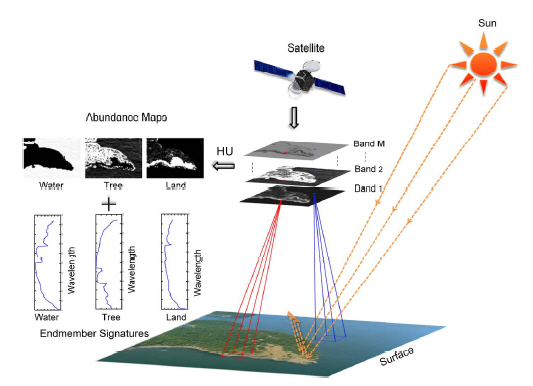 Sun
Satellite
Abundance Maps
Band M
HU
Band 2
Band 1
Water
Tree
Land
Wavelength
Wavelength
Wavelength
Water
Tree
Land
Endmember Signatures
Surface